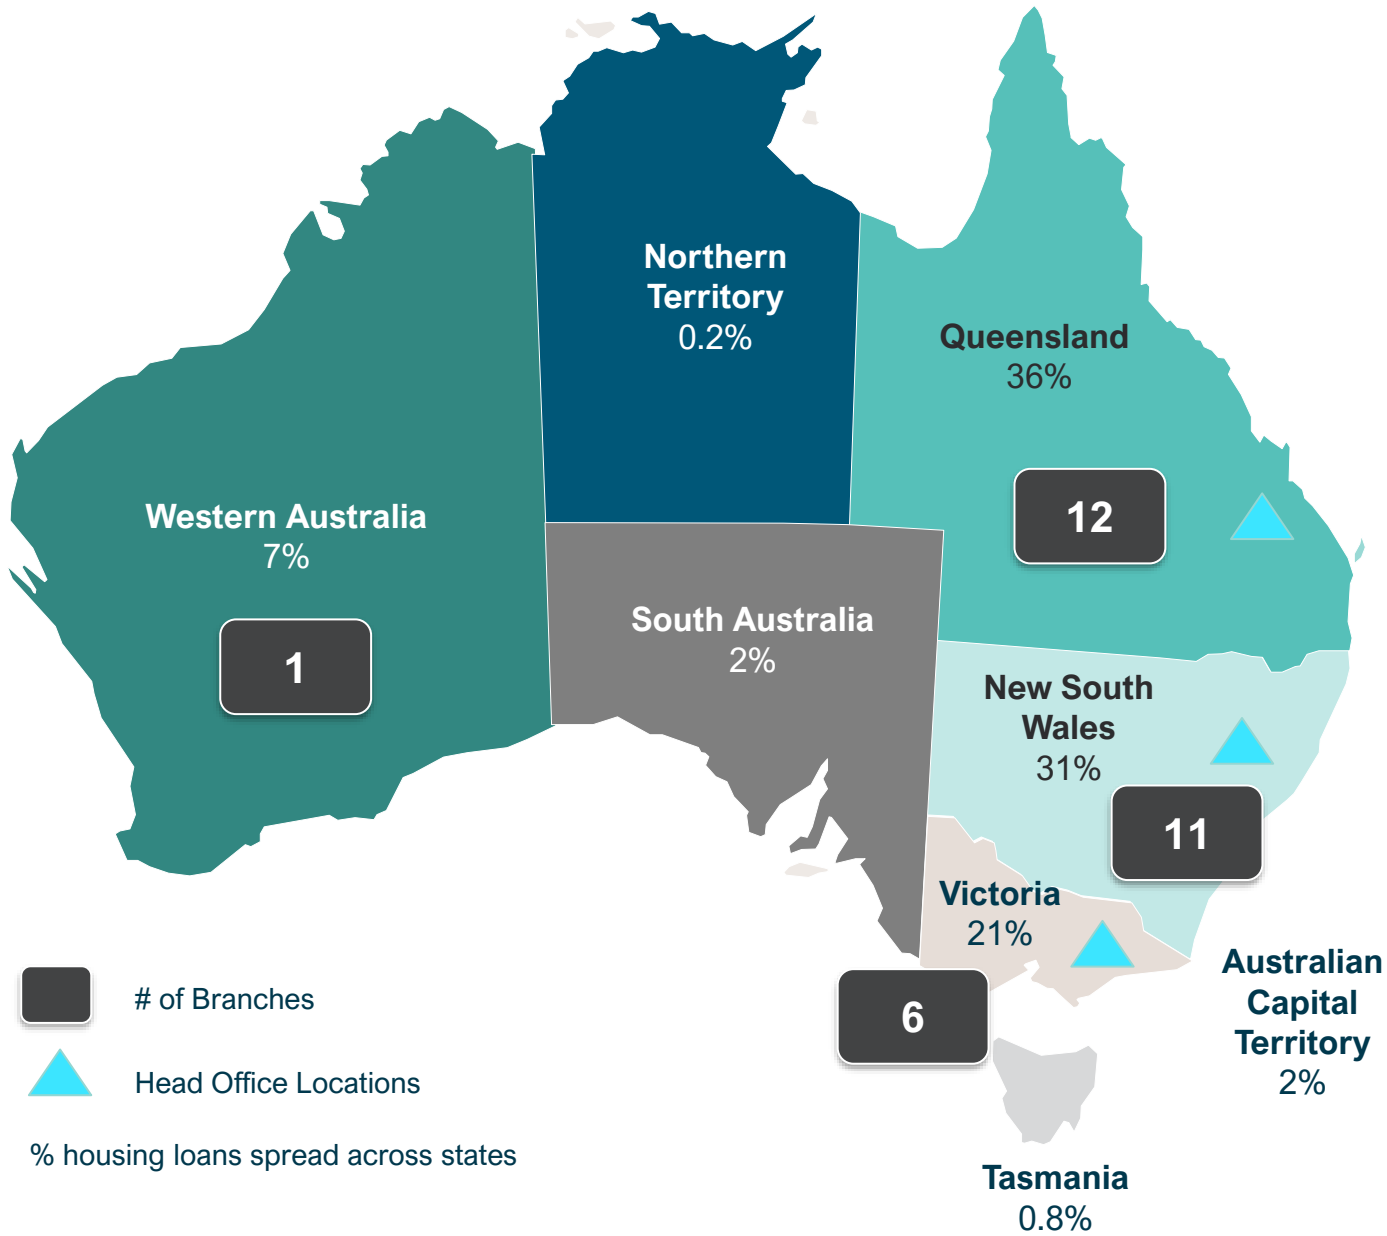 Northern
Territory
0.2%
Queensland
36%
12
Western Australia
7%
1
South Australia
2%
New South
Wales
31%
11
Victoria
21%
6
Australian
Capital
Territory
2%
Tasmania
0.8%
# of Branches
Head Office Locations
% housing loans spread across states